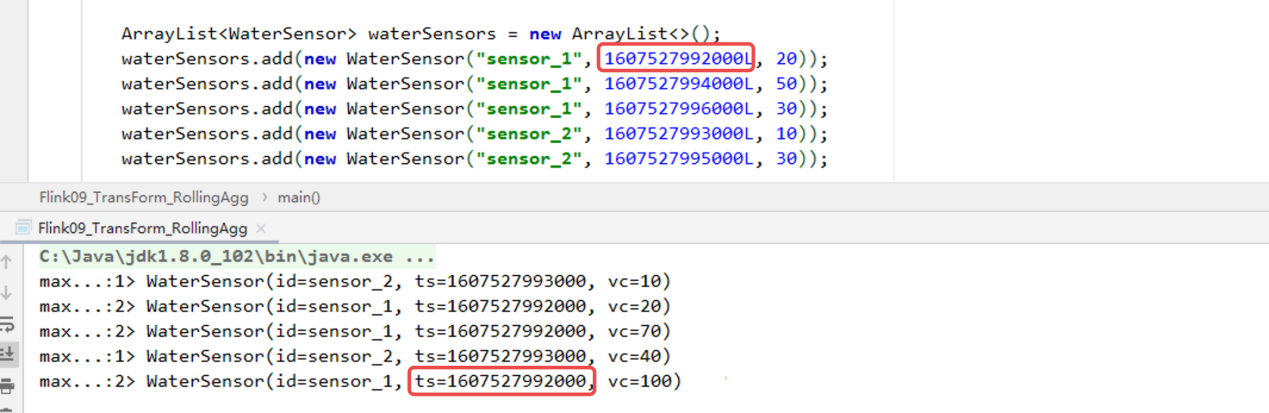 ArrayList<WaterSensor> waterSensors = new ArrayList<>();
waterSensors.add(new WaterSensor("sensor_1", 1607527992000L, 20));
waterSensors.add(new WaterSensor("sensor_1", 1607527994000L, 50));
waterSensors.add(new WaterSensor("sensor_1", 1607527996000L, 30));
waterSensors.add(new WaterSensor("sensor_2", 1607527993000L, 10));
waterSensors.add(new WaterSensor("sensor_2", 1607527995000L, 30));
Flink09_TransForm_RollingAgg › main()
Flink09_TransForm_RollingAgg ×
C:\Java\jdk1.8.0_102\bin\java.exe ...
max...:1> WaterSensor(id=sensor_2, ts=1607527993000, vc=10)
max...:2> WaterSensor(id=sensor_1, ts=1607527992000, vc=20)
max...:2> WaterSensor(id=sensor_1, ts=1607527992000, vc=70)
max...:1> WaterSensor(id=sensor_2, ts=1607527993000, vc=40)
max...:2> WaterSensor(id=sensor_1, ts=1607527992000, vc=100)